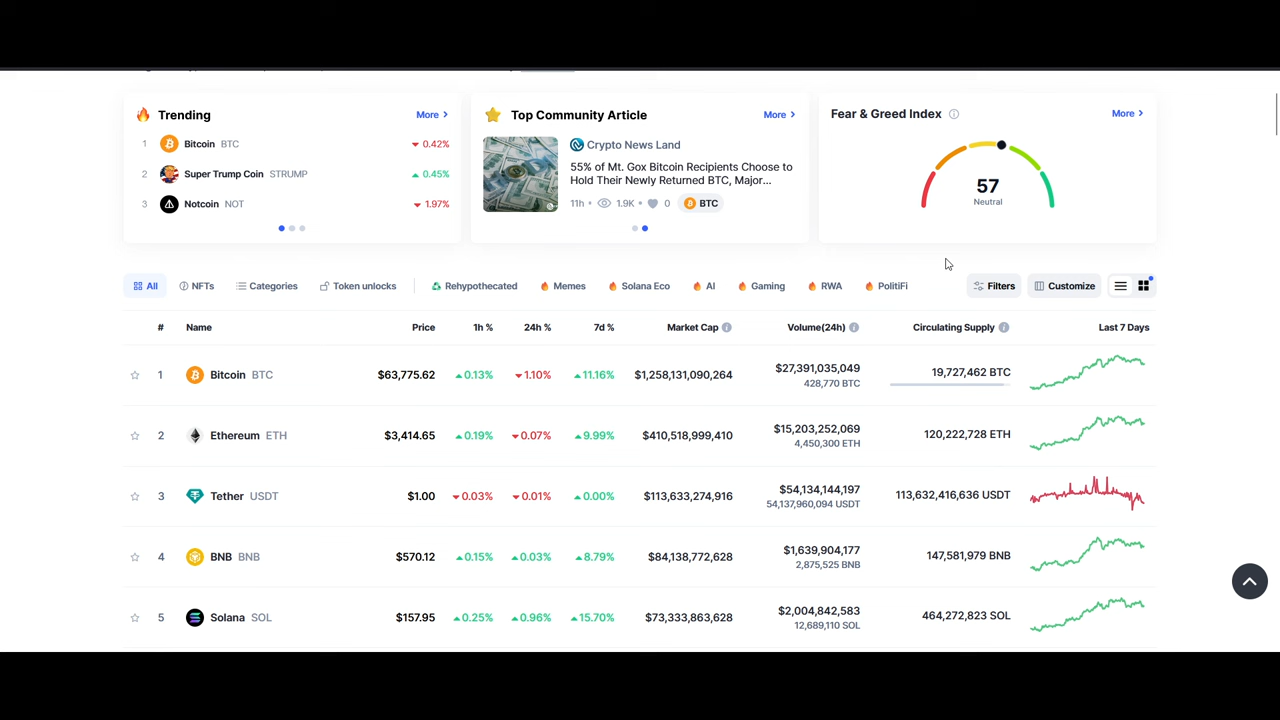 Trending
More >
1 Bitcoin BTC 0.42%
2 Super Trump Coin STRUMP 0.45%
3 Notcoin NOT 1.97%
Top Community Article
More >
Crypto News Land
55% of Mt. Gox Bitcoin Recipients Choose to
Hold Their Newly Returned BTC, Major...
11h • 1.9K • 0 BTC
Fear & Greed Index
More >
57
Neutral
All NFTs Categories Token unlocks Rehypothecated Memes Solana Eco AI Gaming RWA PolitiFi Filters Customize
# Name Price 1h % 24h % 7d % Market Cap Volume(24h) Circulating Supply Last 7 Days
1 Bitcoin BTC $63,775.62 0.13% 1.10% 11.16% $1,258,131,090,264 $27,391,035,049 19,727,462 BTC
428,770 BTC
2 Ethereum ETH $3,414.65 0.19% 0.07% 9.99% $410,518,999,410 $15,203,252,069 120,222,728 ETH
4,450,300 ETH
3 Tether USDT $1.00 0.03% 0.01% 0.00% $113,633,274,916 $54,134,144,197 113,632,416,636 USDT
54,137,960,094 USDT
4 BNB BNB $570.12 0.15% 0.03% 8.79% $84,138,772,628 $1,639,904,177 147,581,979 BNB
2,875,525 BNB
5 Solana SOL $157.95 0.25% 0.96% 15.70% $73,333,863,628 $2,004,842,583 464,272,823 SOL
12,689,110 SOL